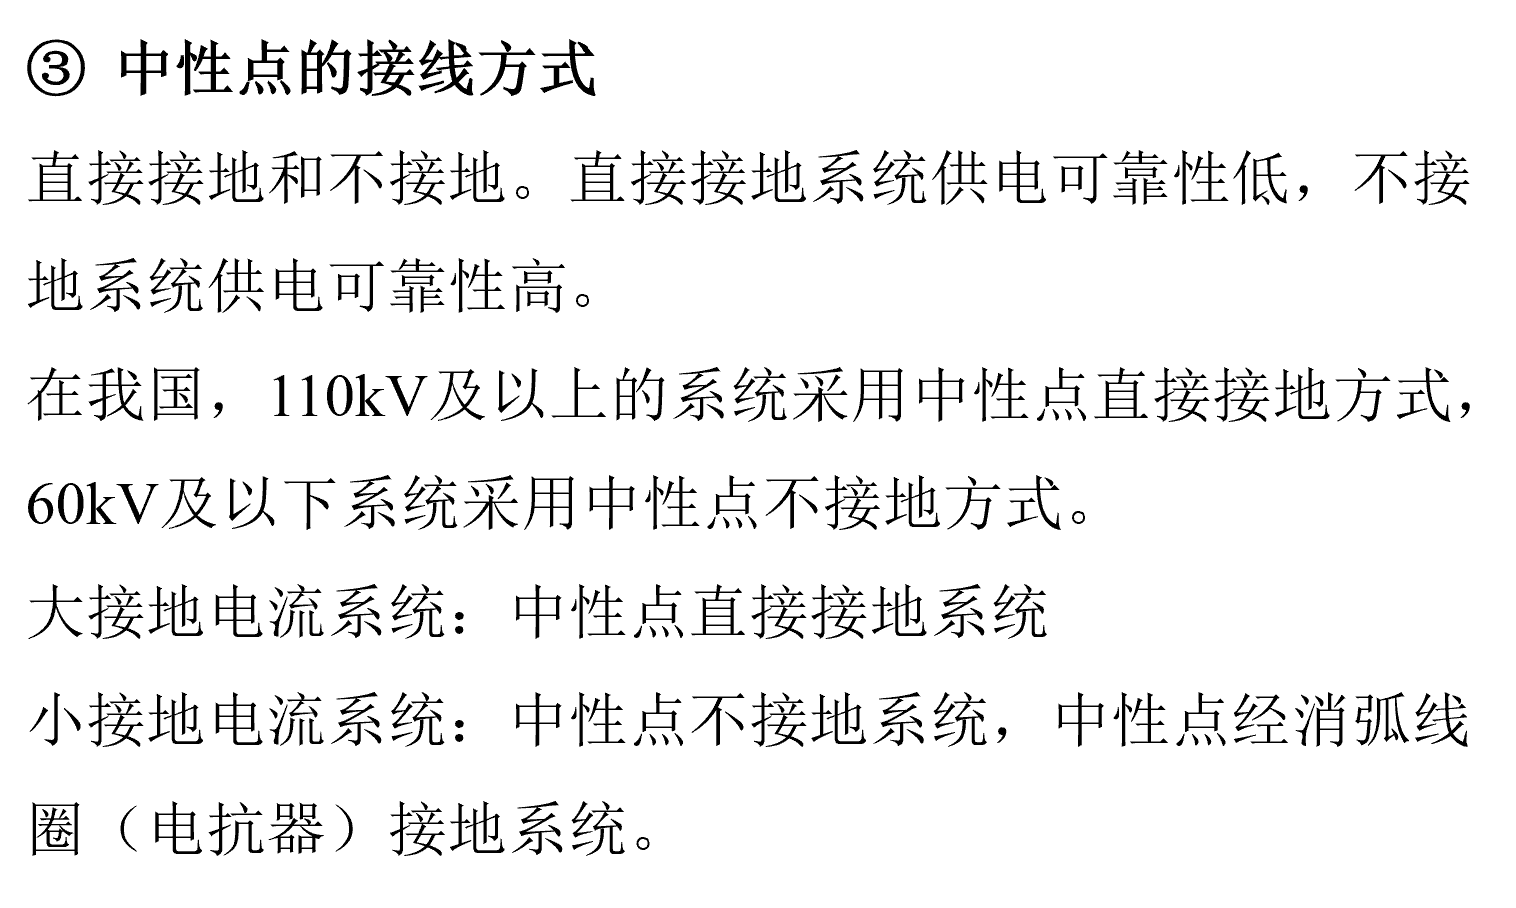 ③ 中性点的接线方式
直接接地和不接地。直接接地系统供电可靠性低，不接
地系统供电可靠性高。
在我国，110kV及以上的系统采用中性点直接接地方式，
60kV及以下系统采用中性点不接地方式。
大接地电流系统：中性点直接接地系统
小接地电流系统：中性点不接地系统，中性点经消弧线
圈（电抗器）接地系统。